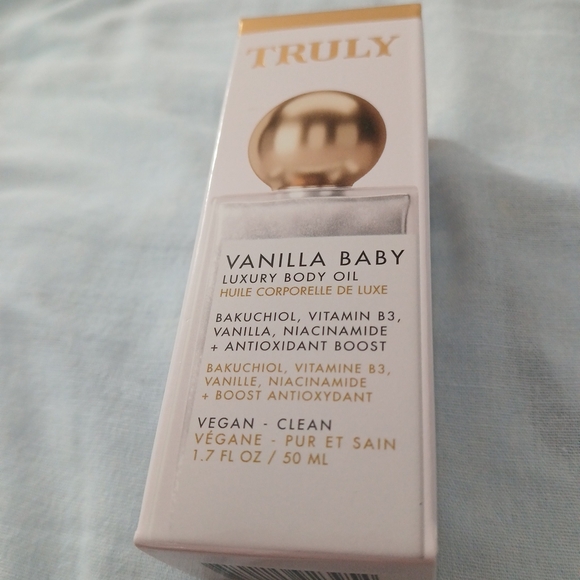 TRULY
VANILLA BABY
LUXURY BODY OIL
HUILE CORPORELLE DE LUXE
BAKUCHIOL, VITAMIN B3,
VANILLA, NIACINAMIDE
+ ANTIOXIDANT BOOST
BAKUCHIOL, VITAMINE B3,
VANILLE, NIACINAMIDE
+ BOOST ANTIOXYDANT
VEGAN - CLEAN
VÉGANE - PUR ET SAIN
1.7 FL OZ / 50 ML